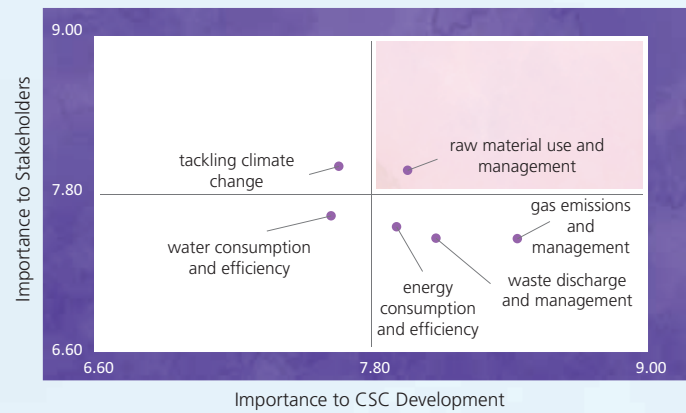 9.00
Importance to Stakeholders
raw material use and
management
tackling climate
change
7.80
gas emissions
and
management
water consumption
and efficiency
waste discharge
and management
energy
consumption
and efficiency
6.60
6.60
7.80
9.00
Importance to CSC Development